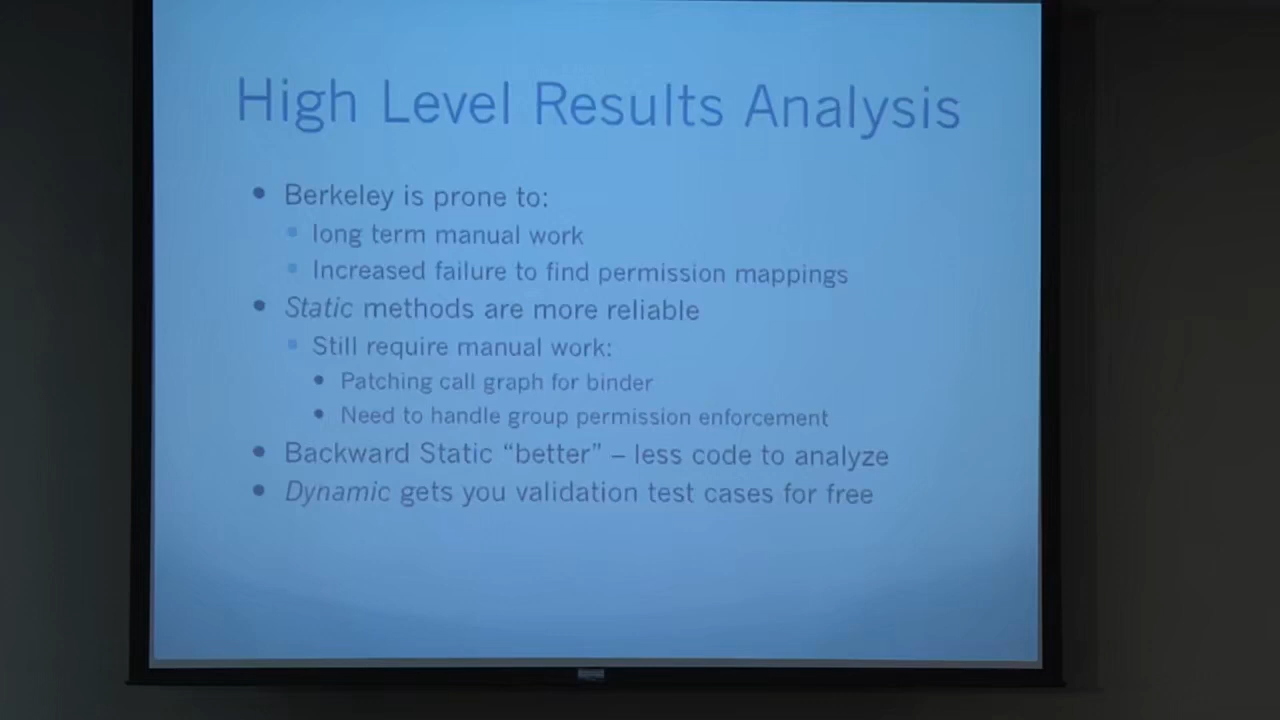 High Level Results Analysis
• Berkeley is prone to:
▪ long term manual work
▪ Increased failure to find permission mappings
• Static methods are more reliable
▪ Still require manual work:
• Patching call graph for binder
• Need to handle group permission enforcement
• Backward Static “better” – less code to analyze
• Dynamic gets you validation test cases for free